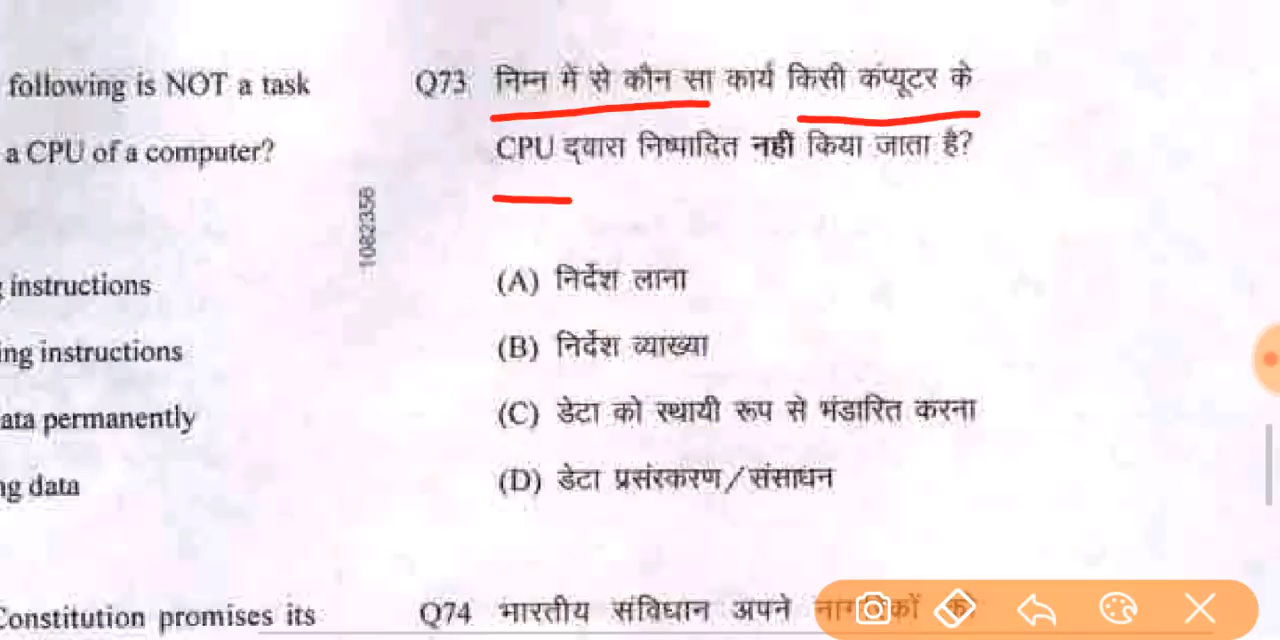 following is NOT a task
a CPU of a computer?
instructions
ing instructions
ata permanently
ng data
Constitution promises its
1082356
Q73 निम्न में से कौन सा कार्य किसी कंप्यूटर के
CPU द्वारा निष्पादित नहीं किया जाता है?
(A) निर्देश लाना
(B) निर्देश व्याख्या
(C) डेटा को स्थायी रूप से भंडारित करना
(D) डेटा प्रसंस्करण/संसाधन
Q74 भारतीय संविधान अपने